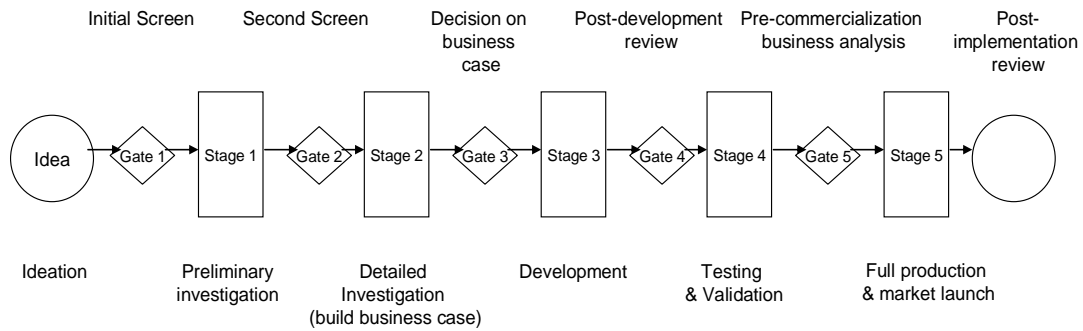 Initial Screen
Second Screen
Decision on
business
case
Post-development
review
Pre-commercialization
business analysis
Post-
implementation
review
Idea
Gate 1
Stage 1
Gate 2
Stage 2
Gate 3
Stage 3
Gate 4
Stage 4
Gate 5
Stage 5
Ideation
Preliminary
investigation
Detailed
Investigation
(build business case)
Development
Testing
& Validation
Full production
& market launch